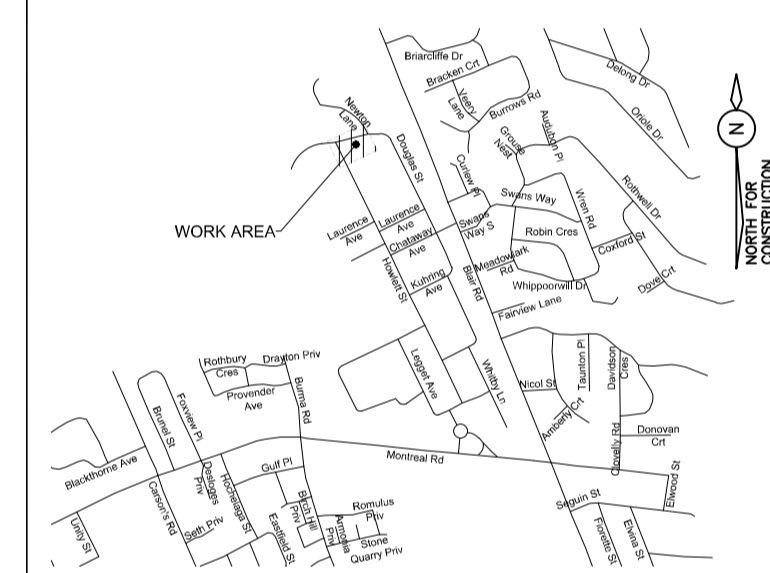 Briarcliffe Dr
Bracken Crt
Veery
Lane
Burrows Rd
Delong Dr
Oriole Dr
Newton
Lane
Douglas St
Grouse
Nest
Audubon Pl
Curlew Pl
Rothwell Dr
N
NORTH FOR
CONSTRUCTION
WORK AREA
Laurence
Ave
Laurence
Ave
Chataway
Ave
Swans
Way S
Swans Way
Wren Rd
Robin Cres
Coxford St
Howlett St
Kuhring
Ave
Blair Rd
Meadowlark
Rd
Whippoorwill Dr
Dove Crt
Fairview Lane
Rothbury
Cres
Drayton Priv
Provender
Ave
Burma Rd
Legget Ave
Whitby Ln
Nicol St
Taunton Pl
Davidson
Cres
Amberly Crt
Foxview Pl
Brunel St
Montreal Rd
Clovelly Rd
Donovan
Crt
Blackthorne Ave
Carson's Rd
Desloges
Priv
Hochelaga St
Gulf Pl
Birch Hill
Priv
Elwood St
Seguin St
Unity St
Seth Priv
Eastfield St
Armonia
Priv
Romulus
Priv
Stone
Quarry Priv
Fiorette St
Elvina St